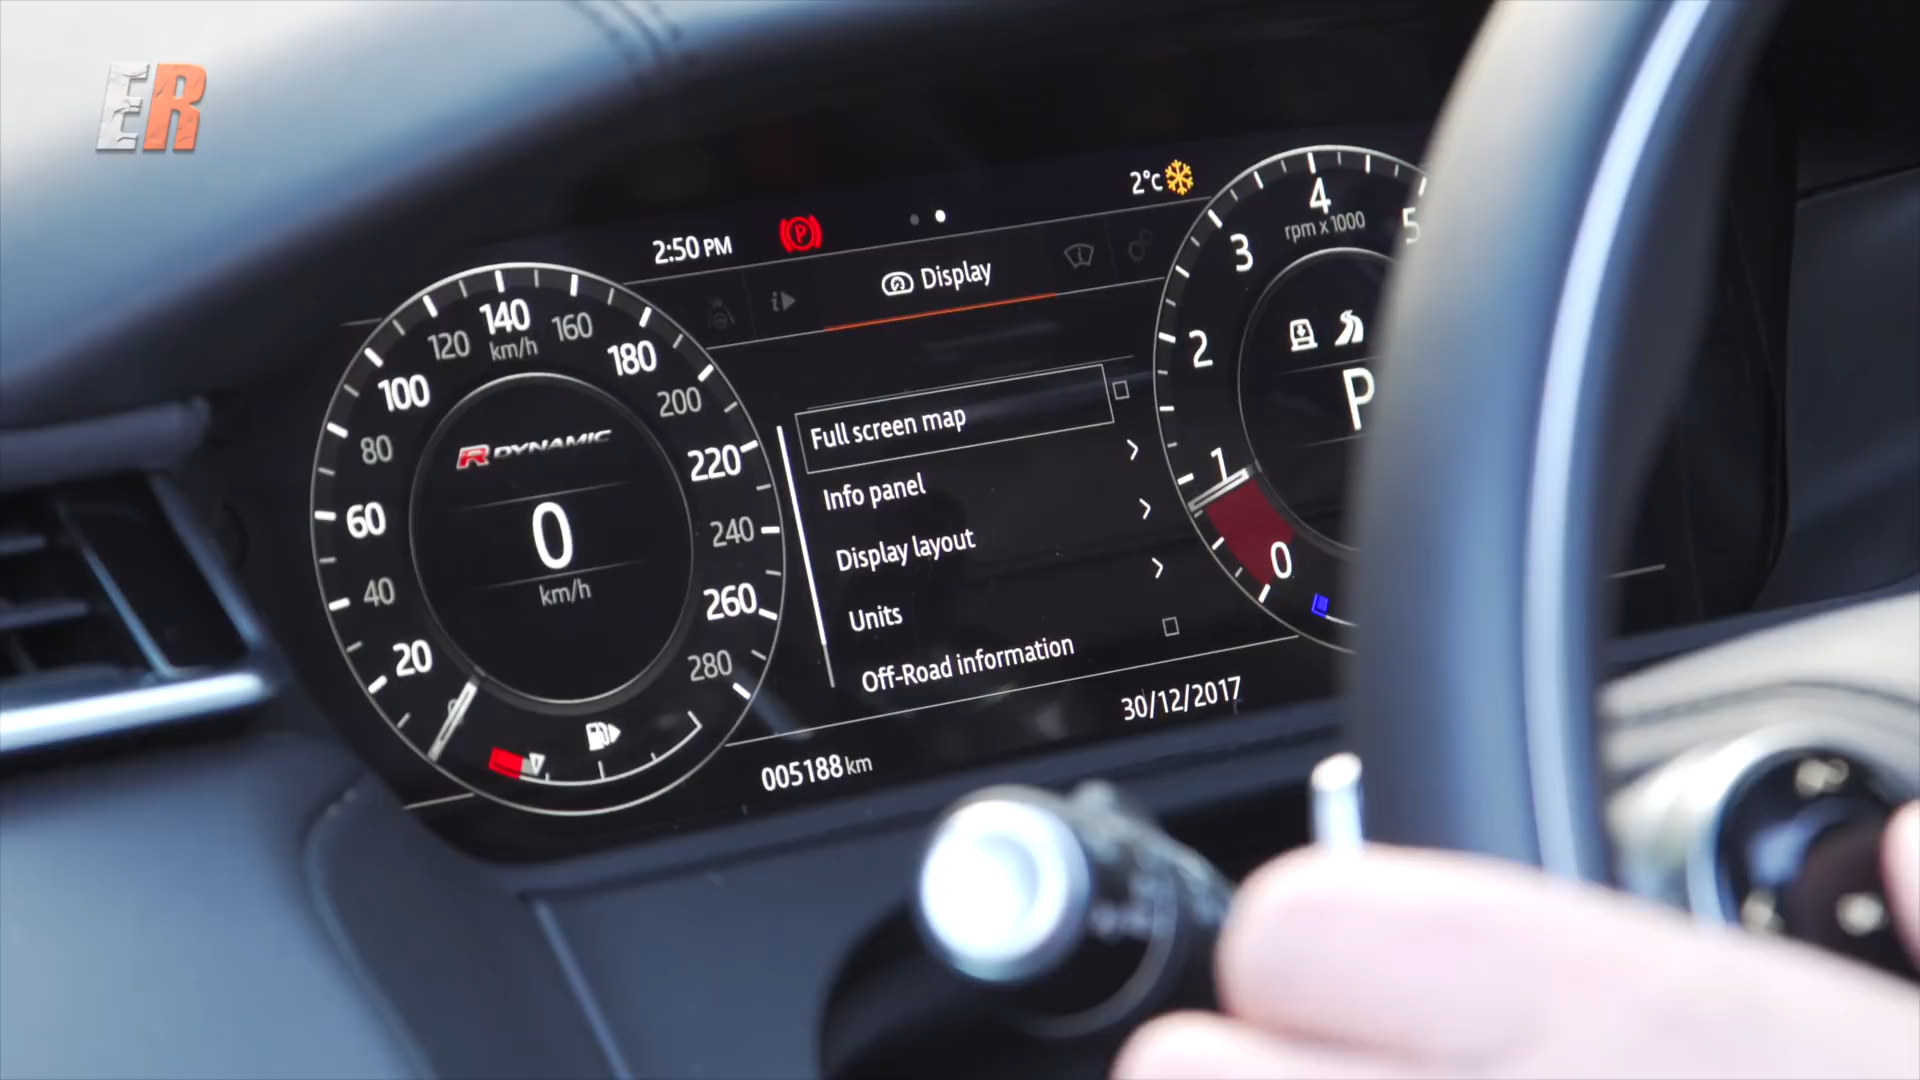 ER
2:50 PM
P
2°C
Display
140
km/h
120
160
100
180
80
200
60
220
40
240
20
260
280
R DYNAMIC
0
km/h
Full screen map
Info panel
Display layout
Units
Off-Road information
005188 km
30/12/2017
4
rpm x 1000
3
5
2
1
0
P